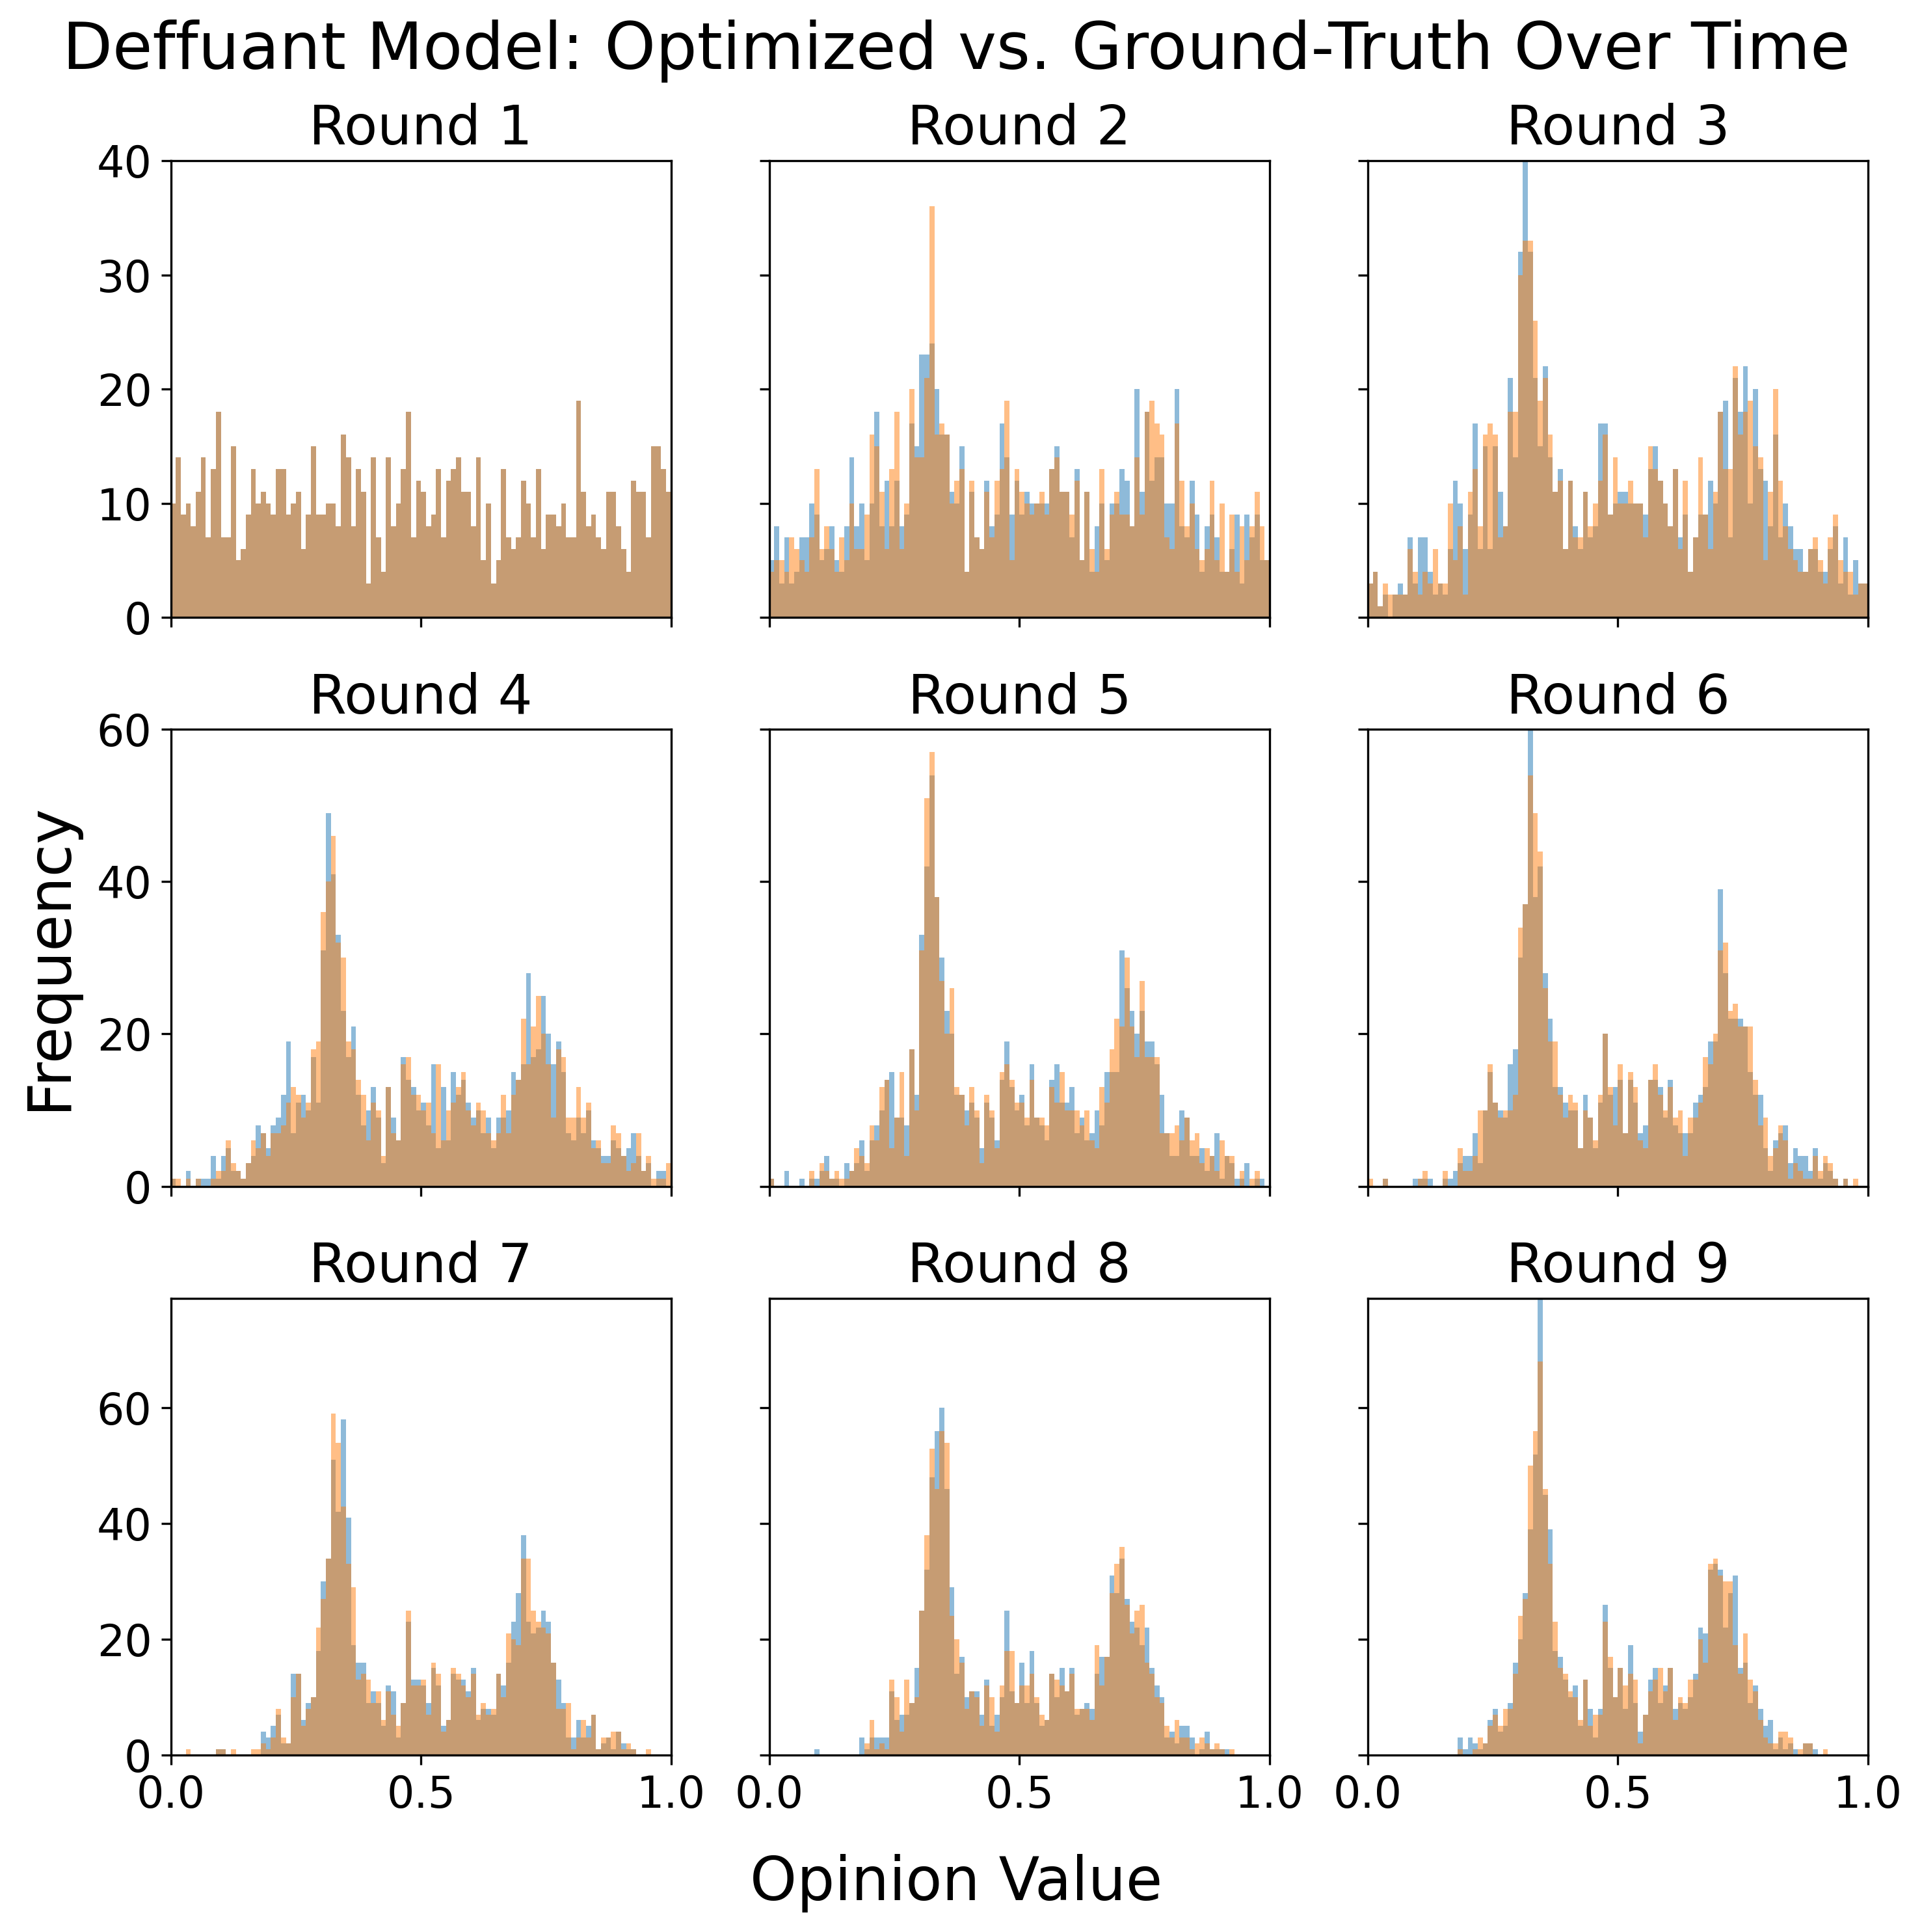 Deffuant Model: Optimized vs. Ground-Truth Over Time
Round 1
Round 2
Round 3
40
30
20
10
0
Round 4
Round 5
Round 6
60
40
20
0
Frequency
Round 7
Round 8
Round 9
60
40
20
0
0.0 0.5 1.0
0.0 0.5 1.0
0.0 0.5 1.0
Opinion Value